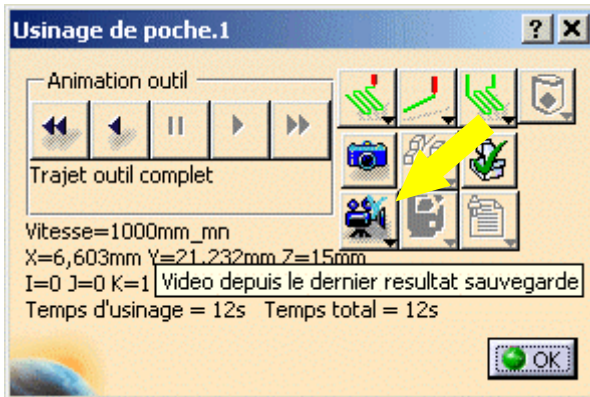 Usinage de poche.1
Animation outil
Trajet outil complet
Vitesse=1000mm_mn
X=6,603mm Y=21,232mm Z=15mm
I=0 J=0 K=1
Video depuis le dernier resultat sauvegarde
Temps d'usinage = 12s Temps total = 12s
OK